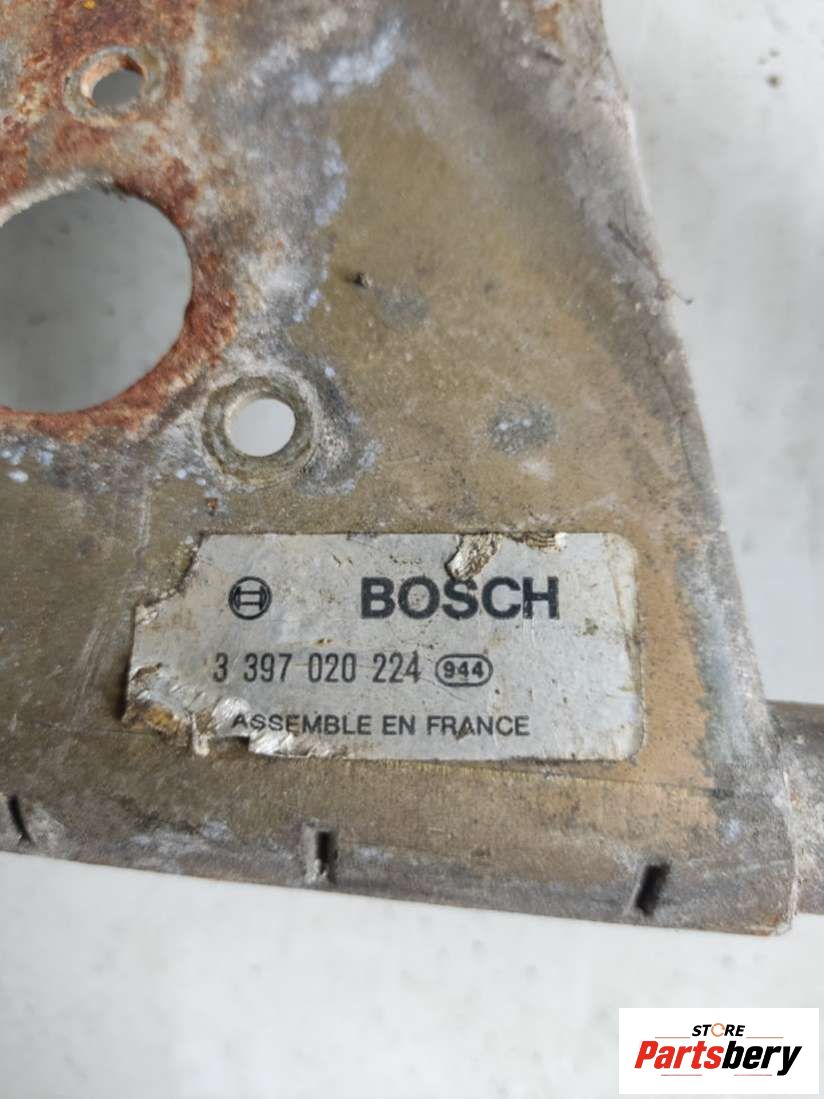 BOSCH
3 397 020 224 944
ASSEMBLE EN FRANCE
STORE
Partsbery